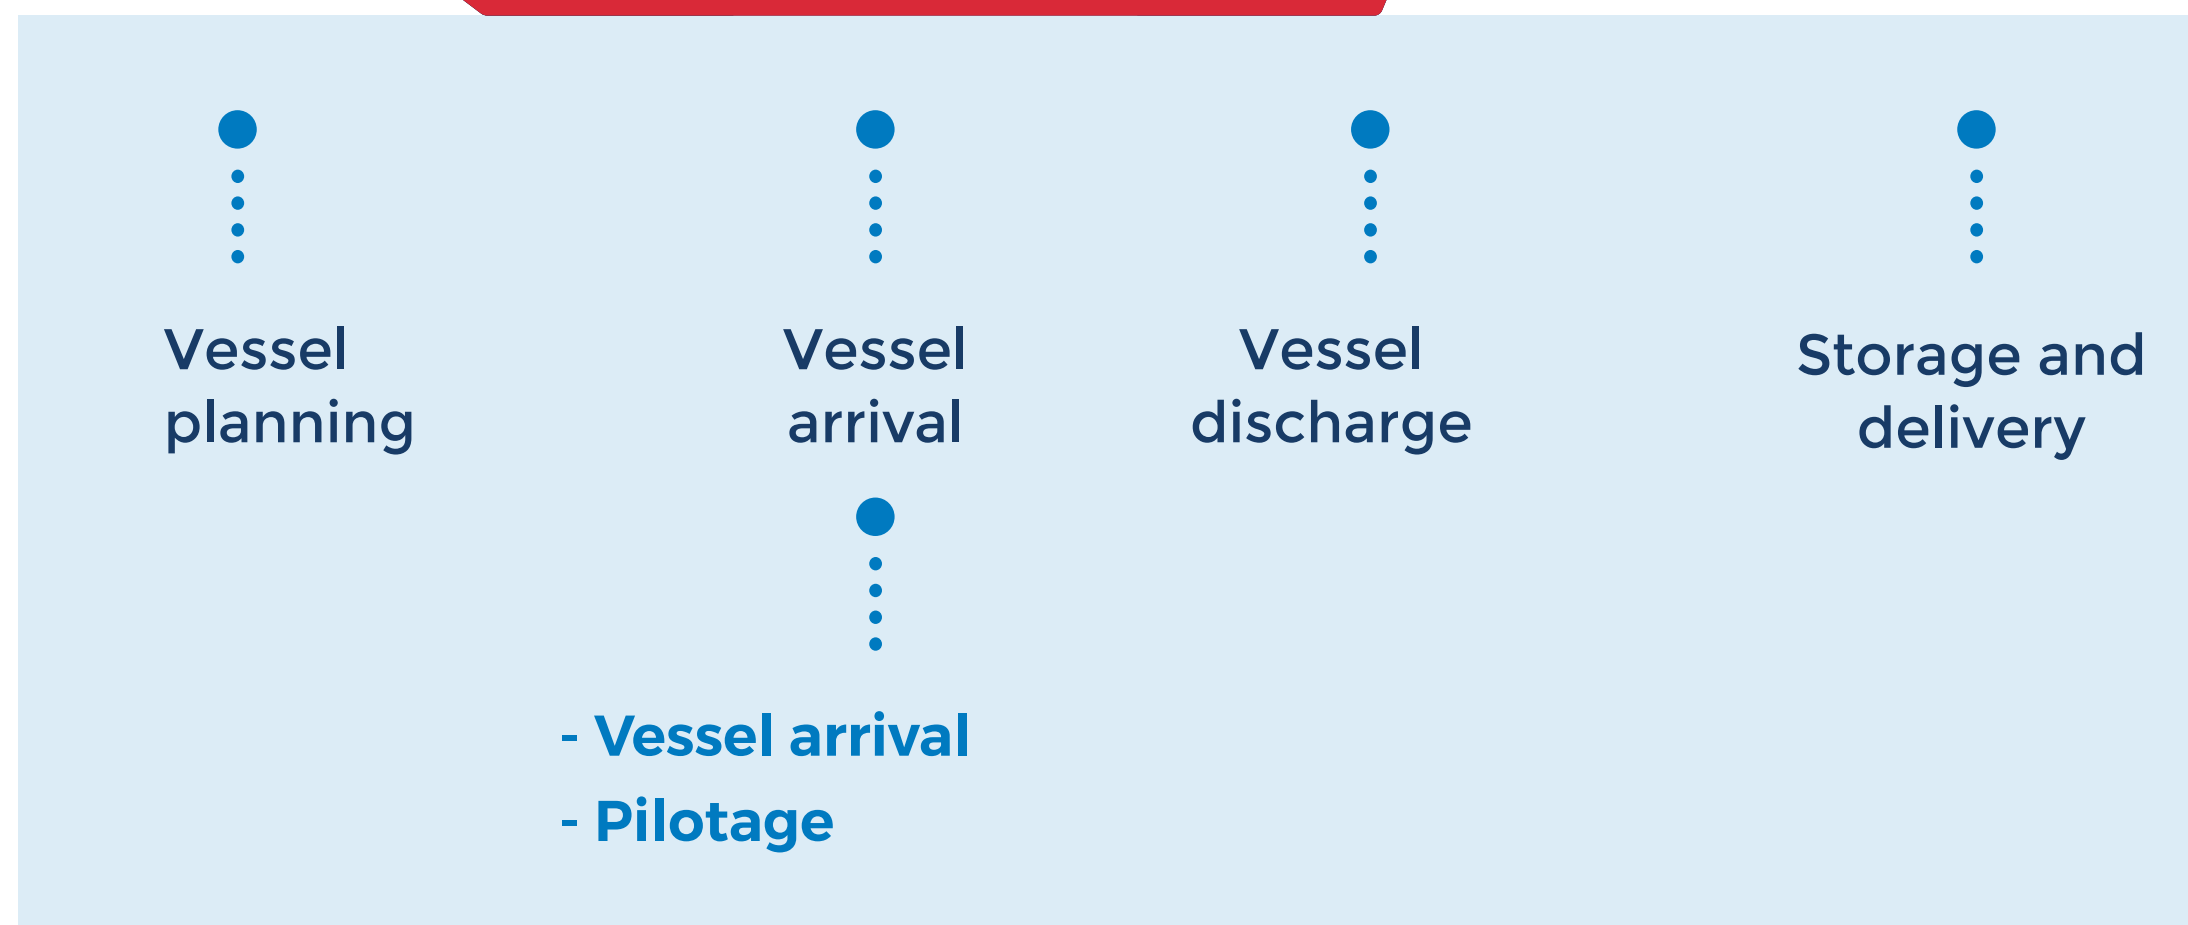 Vessel
planning
Vessel
arrival
Vessel
discharge
Storage and
delivery
- Vessel arrival
- Pilotage